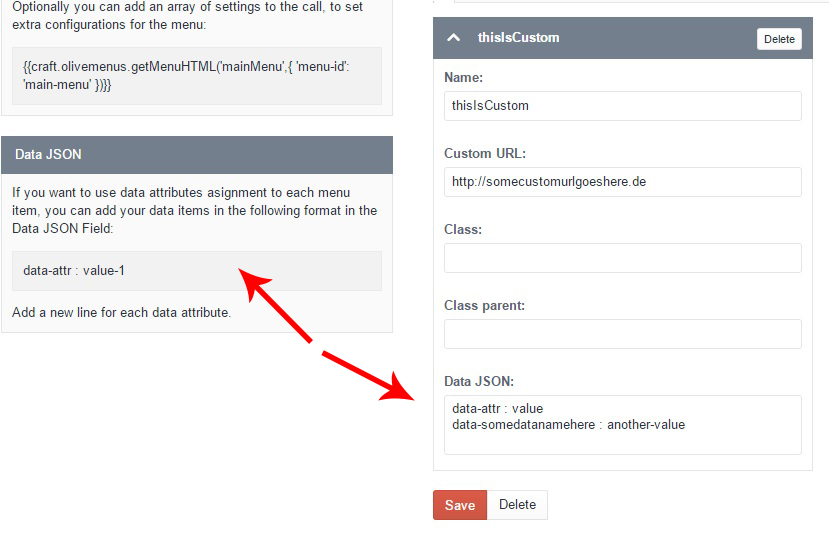 Optionally you can add an array of settings to the call, to set
extra configurations for the menu:
{{craft.olivemenus.getMenuHTML('mainMenu',{ 'menu-id':
'main-menu' })}}
Data JSON
If you want to use data attributes asignment to each menu
item, you can add your data items in the following format in the
Data JSON Field:
data-attr : value-1
Add a new line for each data attribute.
thisIsCustom
Delete
Name:
thisIsCustom
Custom URL:
http://somecustomurlgoeshere.de
Class:
Class parent:
Data JSON:
data-attr : value
data-somedatanamehere : another-value
Save
Delete